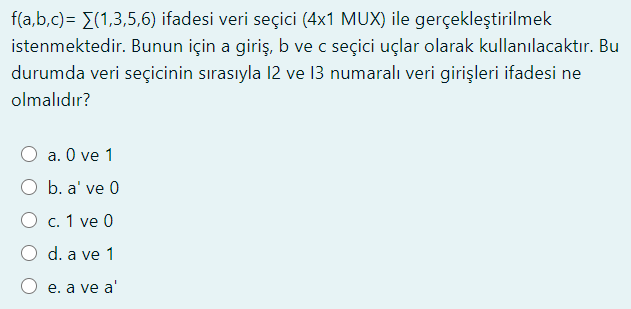 f(a,b,c)= ∑(1,3,5,6) ifadesi veri seçici (4x1 MUX) ile gerçekleştirilmek
istenmektedir. Bunun için a giriş, b ve c seçici uçlar olarak kullanılacaktır. Bu
durumda veri seçicinin sırasıyla I2 ve I3 numaralı veri girişleri ifadesi ne
olmalıdır?
a. 0 ve 1
b. a' ve 0
c. 1 ve 0
d. a ve 1
e. a ve a'